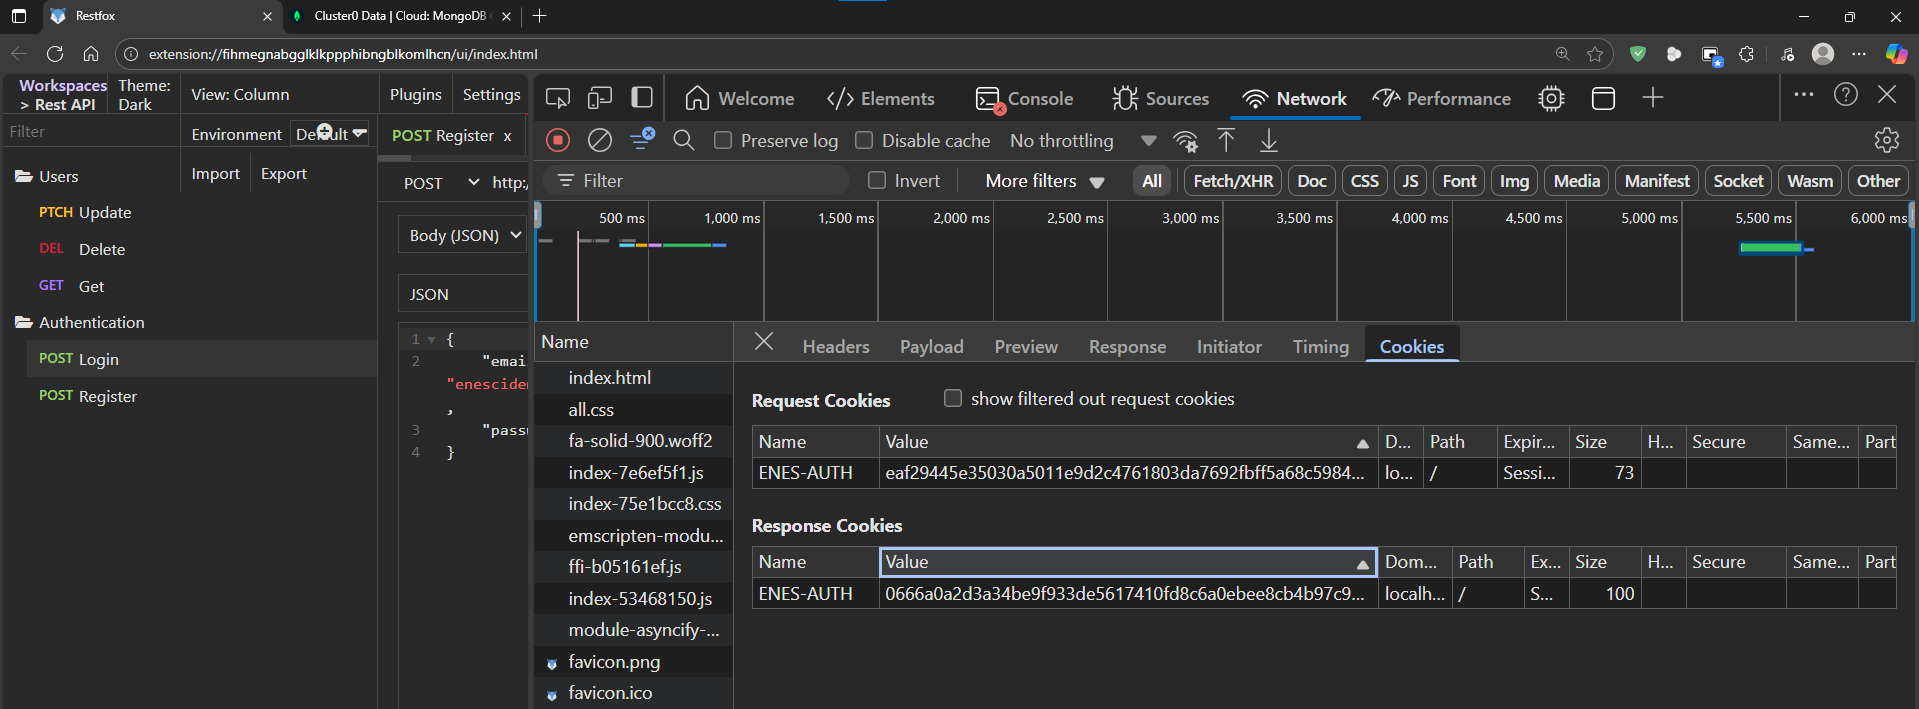 Restfox
Cluster0 Data | Cloud: MongoDB
extension://fihmegnabgglklkppphibngblkomlhcn/ui/index.html
Workspaces
> Rest API
Theme:
Dark
View: Column
Plugins
Settings
Filter
Environment
Default
Import
Export
Users
PTCH Update
DEL Delete
GET Get
Authentication
POST Login
POST Register
POST Register x
POST
http:/
Body (JSON)
JSON
1 {
2 "emai
"enescider
,
3 "passw
4 }
Welcome
Elements
Console
Sources
Network
Performance
Preserve log
Disable cache
No throttling
Filter
Invert
More filters
All
Fetch/XHR
Doc
CSS
JS
Font
Img
Media
Manifest
Socket
Wasm
Other
500 ms
1,000 ms
1,500 ms
2,000 ms
2,500 ms
3,000 ms
3,500 ms
4,000 ms
4,500 ms
5,000 ms
5,500 ms
6,000 ms
Name
index.html
all.css
fa-solid-900.woff2
index-7e6ef5f1.js
index-75e1bcc8.css
emscripten-modu...
ffi-b05161ef.js
index-53468150.js
module-asyncify-...
favicon.png
favicon.ico
Headers
Payload
Preview
Response
Initiator
Timing
Cookies
Request Cookies
show filtered out request cookies
Name Value D... Path Expir... Size H... Secure Same... Part
ENES-AUTH eaf29445e35030a5011e9d2c4761803da7692fbff5a68c5984... lo... / Sessi... 73
Response Cookies
Name Value Dom... Path Ex... Size H... Secure Same... Part
ENES-AUTH 0666a0a2d3a34be9f933de5617410fd8c6a0ebee8cb4b97c9... localh... / S... 100